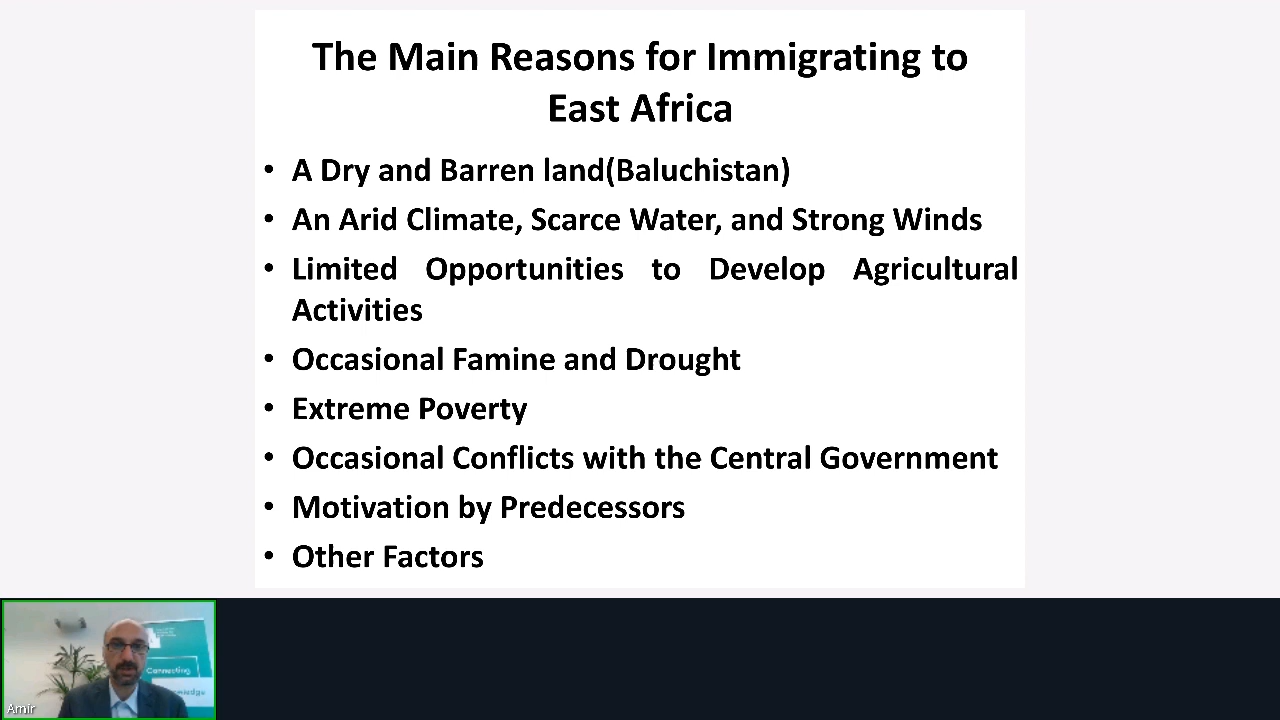 The Main Reasons for Immigrating to
East Africa
• A Dry and Barren land(Baluchistan)
• An Arid Climate, Scarce Water, and Strong Winds
• Limited Opportunities to Develop Agricultural
Activities
• Occasional Famine and Drought
• Extreme Poverty
• Occasional Conflicts with the Central Government
• Motivation by Predecessors
• Other Factors
Connecting
Amir